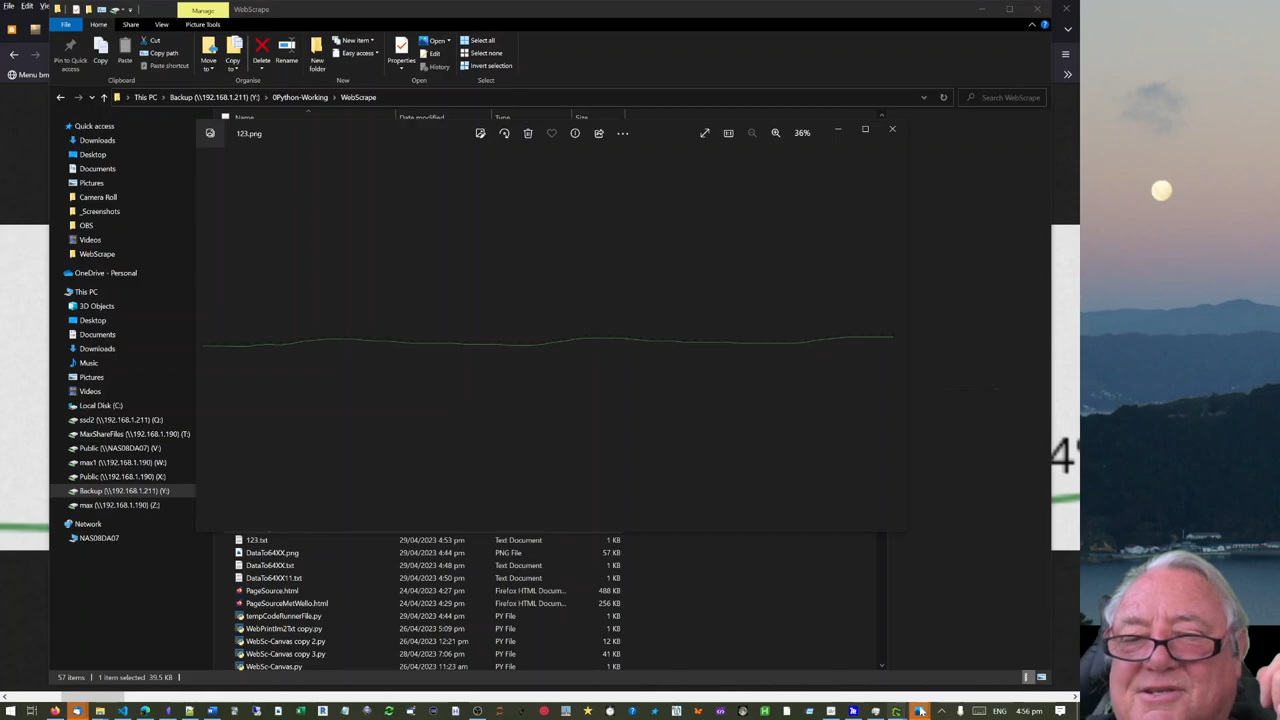 File
Manage
WebScrape
File Home Share View Picture Tools
Pin to Quick access
Copy
Paste
Cut
Copy path
Paste shortcut
Move to
Copy to
Delete
Rename
New folder
New item
Easy access
Properties
Open
Edit
History
Select all
Select none
Invert selection
Clipboard Organise New Open Select
Menu bm
This PC Backup (\\192.168.1.211) (Y:) 0Python-Working WebScrape
Search WebScrape
Name Date modified Type Size
123.png
36%
Quick access
Downloads
Desktop
Documents
Pictures
Camera Roll
_Screenshots
OBS
Videos
WebScrape
OneDrive - Personal
This PC
3D Objects
Desktop
Documents
Downloads
Music
Pictures
Videos
Local Disk (C:)
ssd2 (\\192.168.1.211) (Q:)
MaxShareFiles (\\192.168.1.190) (T:)
Public (\\NAS08DA07) (V:)
max1 (\\192.168.1.190) (W:)
Public (\\192.168.1.190) (X:)
Backup (\\192.168.1.211) (Y:)
max (\\192.168.1.190) (Z:)
Network
NAS08DA07
123.txt 29/04/2023 4:53 pm Text Document 1 KB
DataTo64XX.png 29/04/2023 4:44 pm PNG File 57 KB
DataTo64XX.txt 29/04/2023 4:48 pm Text Document 1 KB
DataTo64XX11.txt 29/04/2023 4:50 pm Text Document 1 KB
PageSource.html 24/04/2023 4:27 pm Firefox HTML Docum... 488 KB
PageSourceMetWello.html 24/04/2023 4:29 pm Firefox HTML Docum... 256 KB
tempCodeRunnerFile.py 29/04/2023 4:44 pm PY File 1 KB
WebPrintIm2Txt copy.py 26/04/2023 5:09 pm PY File 1 KB
WebSc-Canvas copy 2.py 26/04/2023 12:21 pm PY File 12 KB
WebSc-Canvas copy 3.py 28/04/2023 7:06 pm PY File 41 KB
WebSc-Canvas.py 26/04/2023 11:23 am PY File 1 KB
57 items 1 item selected 39.5 KB
ENG 4:56 pm